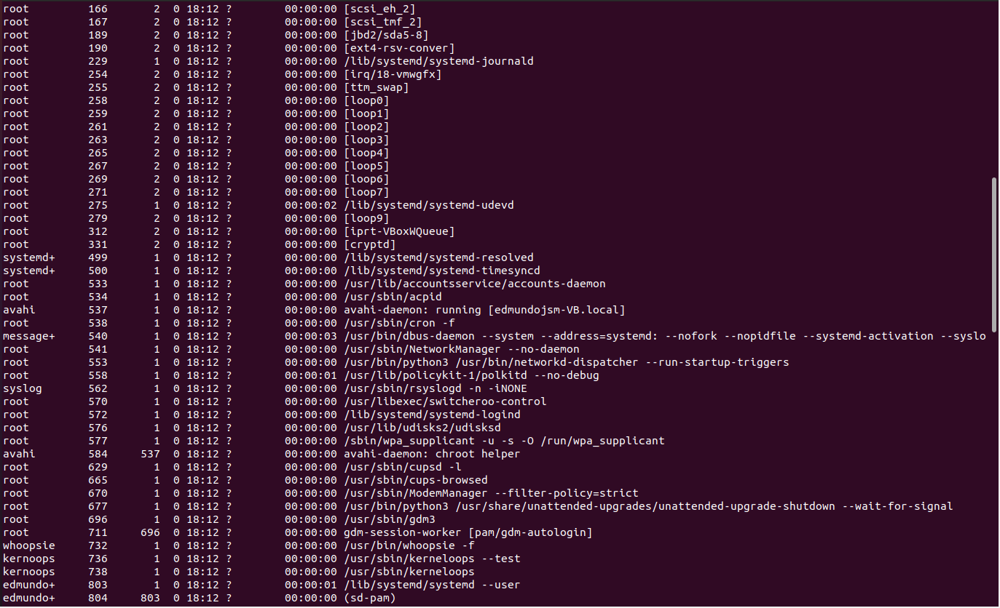 root 166 2 0 18:12 ? 00:00:00 [scsi_eh_2]
root 167 2 0 18:12 ? 00:00:00 [scsi_tmf_2]
root 189 2 0 18:12 ? 00:00:00 [jbd2/sda5-8]
root 190 2 0 18:12 ? 00:00:00 [ext4-rsv-conver]
root 229 1 0 18:12 ? 00:00:00 /lib/systemd/systemd-journald
root 254 2 0 18:12 ? 00:00:00 [irq/18-vmwgfx]
root 255 2 0 18:12 ? 00:00:00 [ttm_swap]
root 258 2 0 18:12 ? 00:00:00 [loop0]
root 259 2 0 18:12 ? 00:00:00 [loop1]
root 261 2 0 18:12 ? 00:00:00 [loop2]
root 263 2 0 18:12 ? 00:00:00 [loop3]
root 265 2 0 18:12 ? 00:00:00 [loop4]
root 267 2 0 18:12 ? 00:00:00 [loop5]
root 269 2 0 18:12 ? 00:00:00 [loop6]
root 271 2 0 18:12 ? 00:00:00 [loop7]
root 275 1 0 18:12 ? 00:00:02 /lib/systemd/systemd-udevd
root 279 2 0 18:12 ? 00:00:00 [loop9]
root 312 2 0 18:12 ? 00:00:00 [iprt-VBoxWQueue]
root 331 2 0 18:12 ? 00:00:00 [cryptd]
systemd+ 499 1 0 18:12 ? 00:00:00 /lib/systemd/systemd-resolved
systemd+ 500 1 0 18:12 ? 00:00:00 /lib/systemd/systemd-timesyncd
root 533 1 0 18:12 ? 00:00:00 /usr/lib/accountsservice/accounts-daemon
root 534 1 0 18:12 ? 00:00:00 /usr/sbin/acpid
avahi 537 1 0 18:12 ? 00:00:00 avahi-daemon: running [edmundojsm-VB.local]
root 538 1 0 18:12 ? 00:00:00 /usr/sbin/cron -f
message+ 540 1 0 18:12 ? 00:00:03 /usr/bin/dbus-daemon --system --address=systemd: --nofork --nopidfile --systemd-activation --syslo
root 541 1 0 18:12 ? 00:00:00 /usr/sbin/NetworkManager --no-daemon
root 553 1 0 18:12 ? 00:00:00 /usr/bin/python3 /usr/bin/networkd-dispatcher --run-startup-triggers
root 558 1 0 18:12 ? 00:00:01 /usr/lib/policykit-1/polkitd --no-debug
syslog 562 1 0 18:12 ? 00:00:00 /usr/sbin/rsyslogd -n -iNONE
root 570 1 0 18:12 ? 00:00:00 /usr/libexec/switcheroo-control
root 572 1 0 18:12 ? 00:00:00 /lib/systemd/systemd-logind
root 576 1 0 18:12 ? 00:00:00 /usr/lib/udisks2/udisksd
root 577 1 0 18:12 ? 00:00:00 /sbin/wpa_supplicant -u -s -O /run/wpa_supplicant
avahi 584 537 0 18:12 ? 00:00:00 avahi-daemon: chroot helper
root 629 1 0 18:12 ? 00:00:00 /usr/sbin/cupsd -l
root 665 1 0 18:12 ? 00:00:00 /usr/sbin/cups-browsed
root 670 1 0 18:12 ? 00:00:00 /usr/sbin/ModemManager --filter-policy=strict
root 677 1 0 18:12 ? 00:00:00 /usr/bin/python3 /usr/share/unattended-upgrades/unattended-upgrade-shutdown --wait-for-signal
root 696 1 0 18:12 ? 00:00:00 /usr/sbin/gdm3
root 711 696 0 18:12 ? 00:00:00 gdm-session-worker [pam/gdm-autologin]
whoopsie 732 1 0 18:12 ? 00:00:00 /usr/bin/whoopsie -f
kernoops 736 1 0 18:12 ? 00:00:00 /usr/sbin/kerneloops --test
kernoops 738 1 0 18:12 ? 00:00:00 /usr/sbin/kerneloops
edmundo+ 803 1 0 18:12 ? 00:00:01 /lib/systemd/systemd --user
edmundo+ 804 803 0 18:12 ? 00:00:00 (sd-pam)